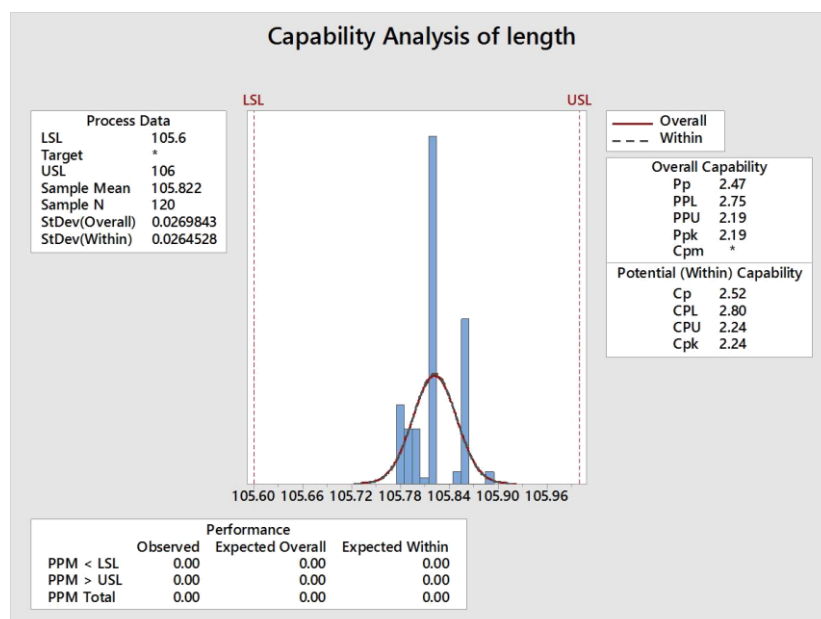 Capability Analysis of length
LSL
USL
Process Data
LSL 105.6
Target *
USL 106
Sample Mean 105.822
Sample N 120
StDev(Overall) 0.0269843
StDev(Within) 0.0264528
Overall
Within
Overall Capability
Pp 2.47
PPL 2.75
PPU 2.19
Ppk 2.19
Cpm *
Potential (Within) Capability
Cp 2.52
CPL 2.80
CPU 2.24
Cpk 2.24
105.60 105.66 105.72 105.78 105.84 105.90 105.96
Performance
Observed Expected Overall Expected Within
PPM < LSL 0.00 0.00 0.00
PPM > USL 0.00 0.00 0.00
PPM Total 0.00 0.00 0.00